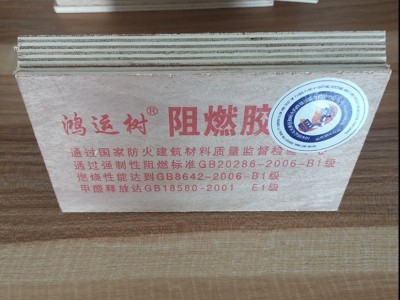 鸿运树® 阻燃胶
通过国家防火建筑材料质量监督检
通过强制性阻燃标准GB20286-2006-B1级
燃烧性能达到GB8642-2006-B1级
甲醛释放达GB18580-2001 E1级